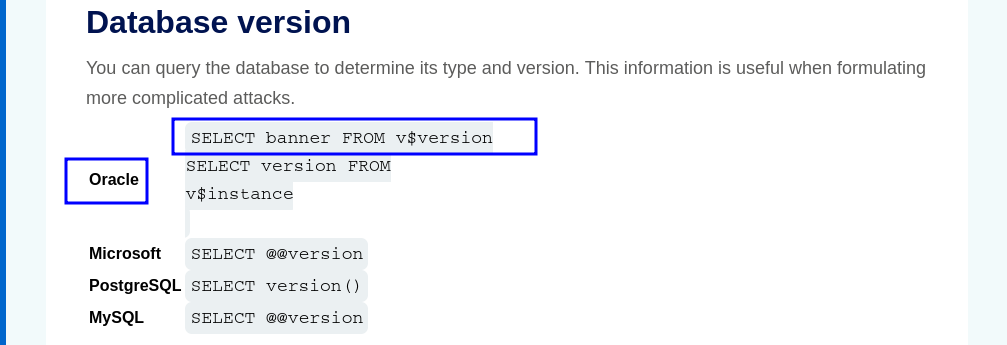 Database version
You can query the database to determine its type and version. This information is useful when formulating
more complicated attacks.
SELECT banner FROM v$version
SELECT version FROM
Oracle
v$instance
Microsoft SELECT @@version
PostgreSQL SELECT version()
MySQL SELECT @@version